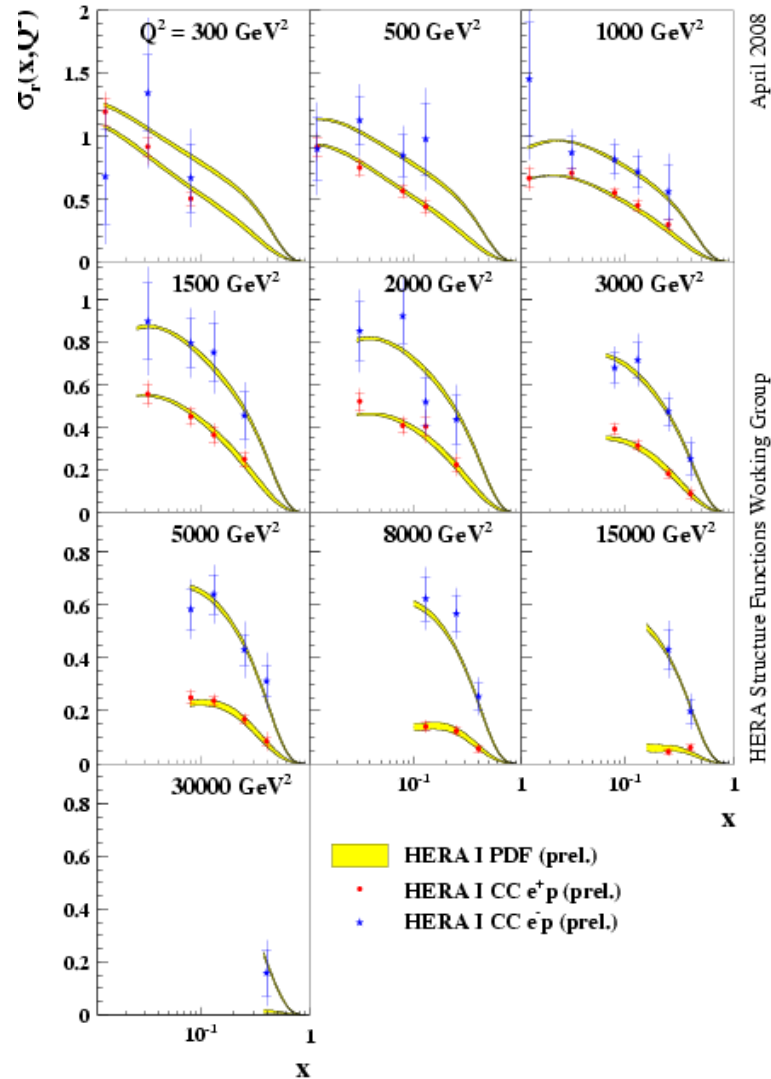 σr(x,Q²)
April 2008
Q² = 300 GeV²
500 GeV²
1000 GeV²
2
1.5
1
0.5
0
1500 GeV²
2000 GeV²
3000 GeV²
1
0.8
0.6
0.4
0.2
0
HERA Structure Functions Working Group
5000 GeV²
8000 GeV²
15000 GeV²
0.8
0.6
0.4
0.2
0
30000 GeV²
10⁻¹
1
10⁻¹
1
x
0.8
0.6
0.4
0.2
0
HERA I PDF (prel.)
HERA I CC e⁺p (prel.)
HERA I CC e⁻p (prel.)
10⁻¹
1
x